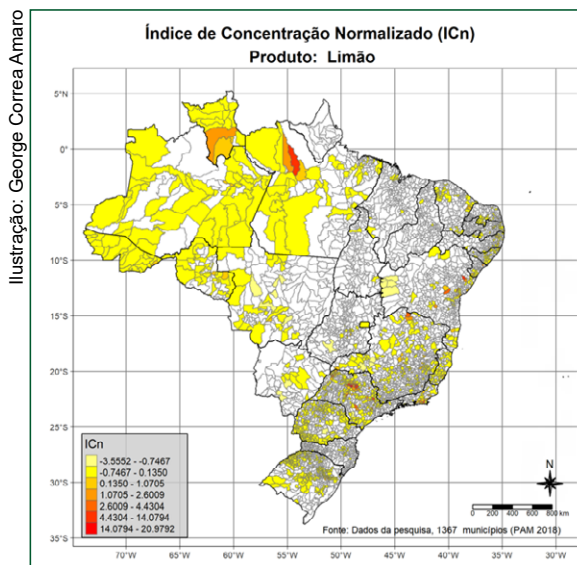 Ilustração: George Correa Amaro
Índice de Concentração Normalizado (ICn)
Produto: Limão
5°N
0°
5°S
10°S
15°S
20°S
25°S
30°S
35°S
70°W
65°W
60°W
55°W
50°W
45°W
40°W
35°W
ICn
-3.5552 - -0.7467
-0.7467 - 0.1350
0.1350 - 1.0705
1.0705 - 2.6009
2.6009 - 4.4304
4.4304 - 14.0794
14.0794 - 20.9792
N
0 200 400 600 800 km
Fonte: Dados da pesquisa, 1367 municípios (PAM 2018)